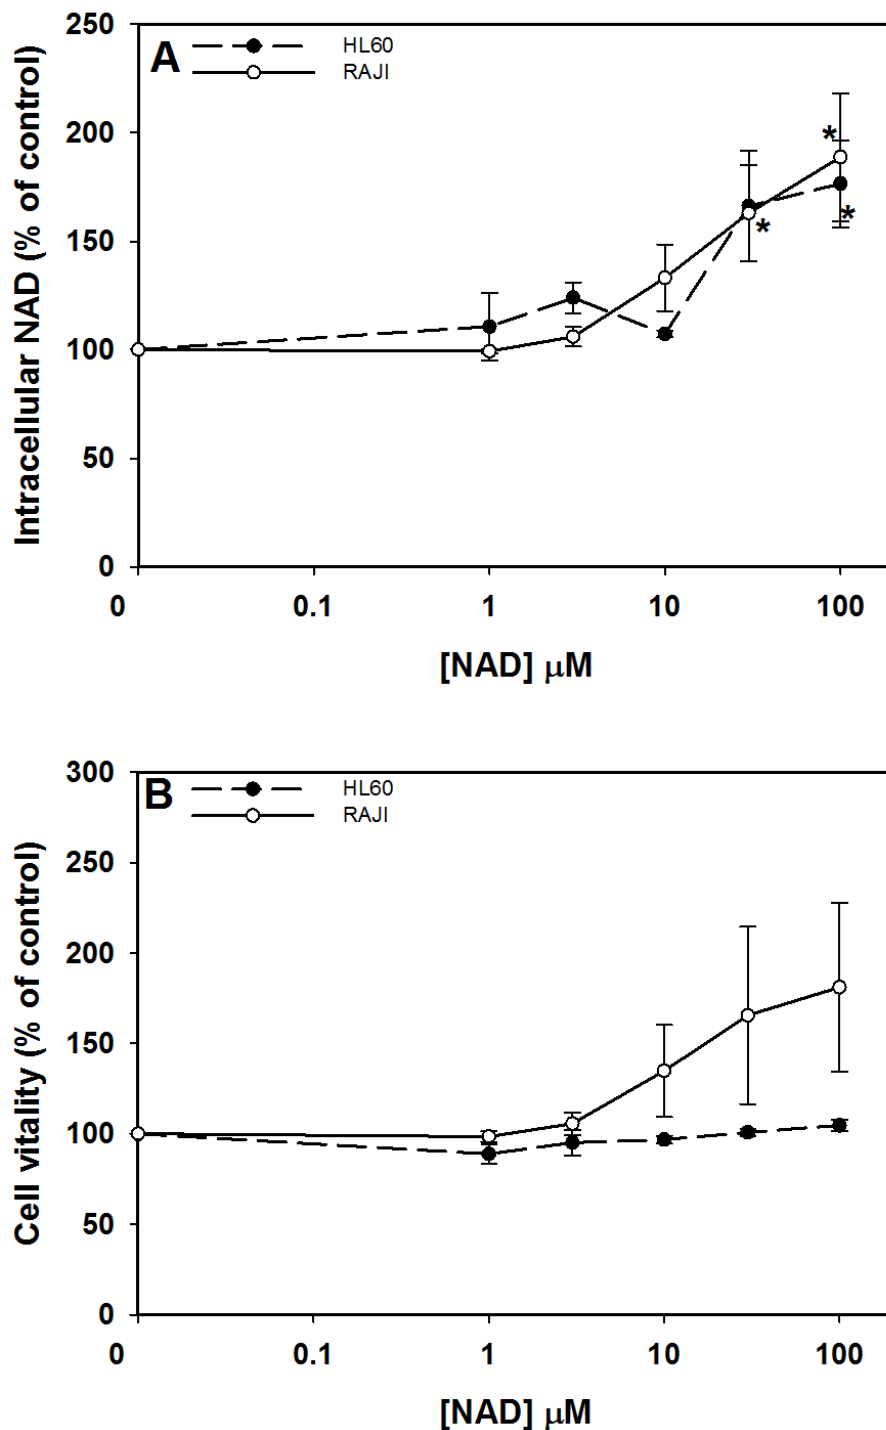 A
HL60
RAJI
Intracellular NAD (% of control)
250
200
150
100
50
0
*
*
*
0 0.1 1 10 100
[NAD] μM
B
HL60
RAJI
Cell vitality (% of control)
300
250
200
150
100
50
0
0 0.1 1 10 100
[NAD] μM